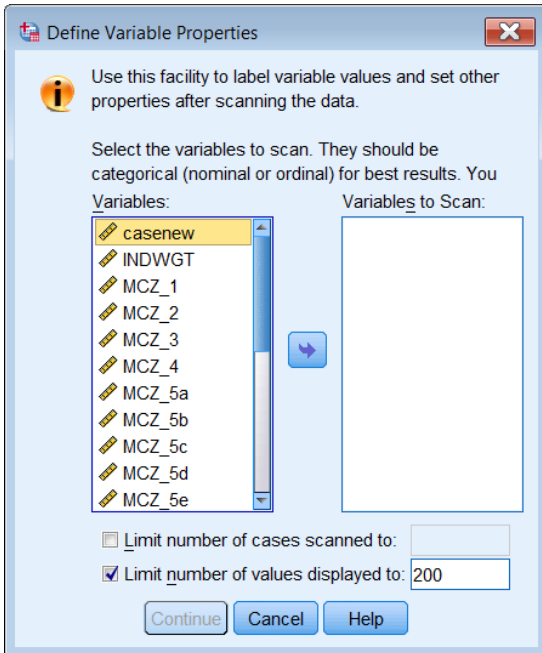 Define Variable Properties
Use this facility to label variable values and set other
properties after scanning the data.
Select the variables to scan. They should be
categorical (nominal or ordinal) for best results. You
Variables:
Variables to Scan:
casenew
INDWGT
MCZ_1
MCZ_2
MCZ_3
MCZ_4
MCZ_5a
MCZ_5b
MCZ_5c
MCZ_5d
MCZ_5e
Limit number of cases scanned to:
Limit number of values displayed to: 200
Continue Cancel Help